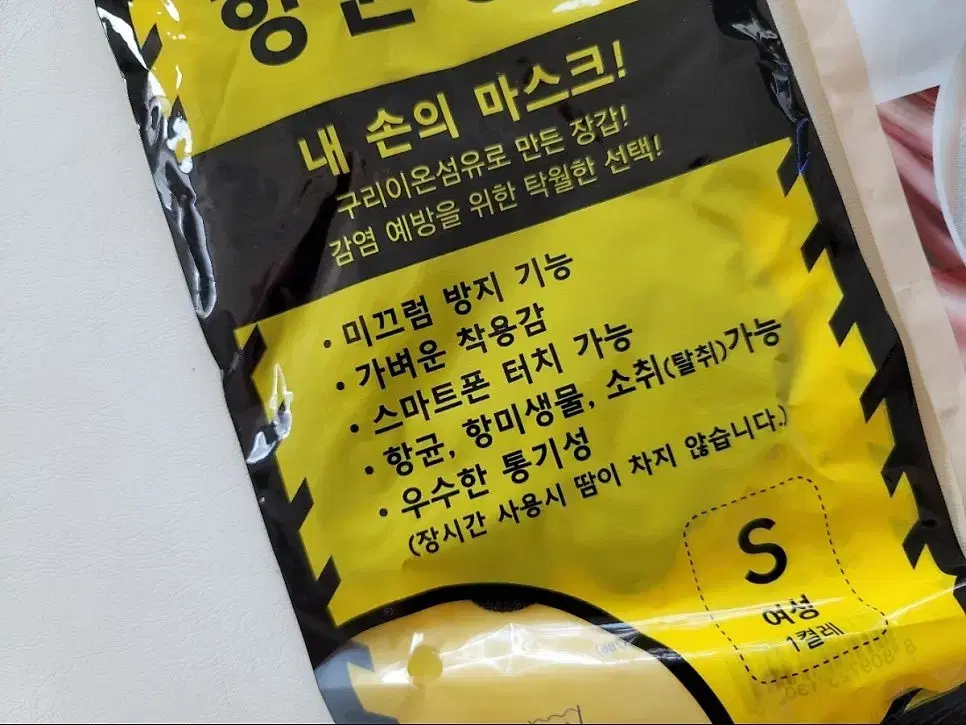 내 손의 마스크!
구리이온섬유로 만든 장갑!
감염 예방을 위한 탁월한 선택!
• 미끄럼 방지 기능
• 가벼운 착용감
• 스마트폰 터치 가능
• 항균, 항미생물, 소취(탈취)가능
• 우수한 통기성
(장시간 사용시 땀이 차지 않습니다.)
S
여성
1켤레